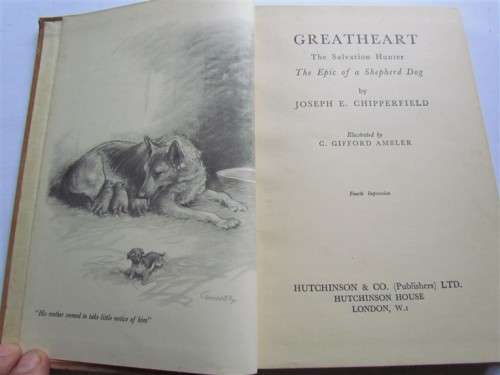 "His mother seemed to take little notice of him"
GREATHEART
The Salvation Hunter
The Epic of a Shepherd Dog
by
JOSEPH E. CHIPPERFIELD
Illustrated by
C. GIFFORD AMBLER
Fourth Impression
HUTCHINSON & CO. (Publishers) LTD.
HUTCHINSON HOUSE
LONDON, W.1